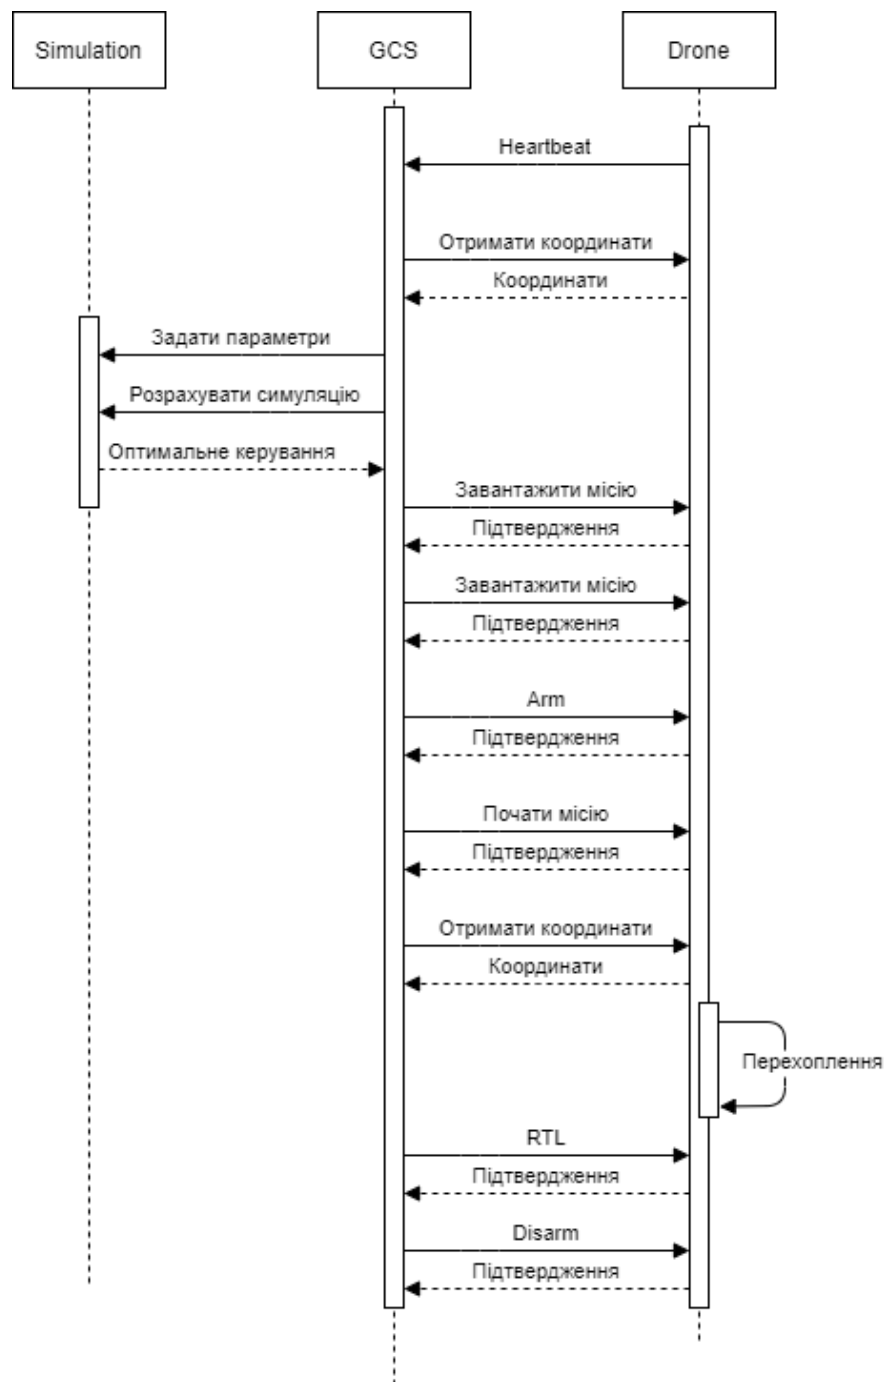 Simulation
GCS
Drone
Heartbeat
Отримати координати
Координати
Задати параметри
Розрахувати симуляцію
Оптимальне керування
Завантажити місію
Підтвердження
Завантажити місію
Підтвердження
Arm
Підтвердження
Почати місію
Підтвердження
Отримати координати
Координати
Перехоплення
RTL
Підтвердження
Disarm
Підтвердження